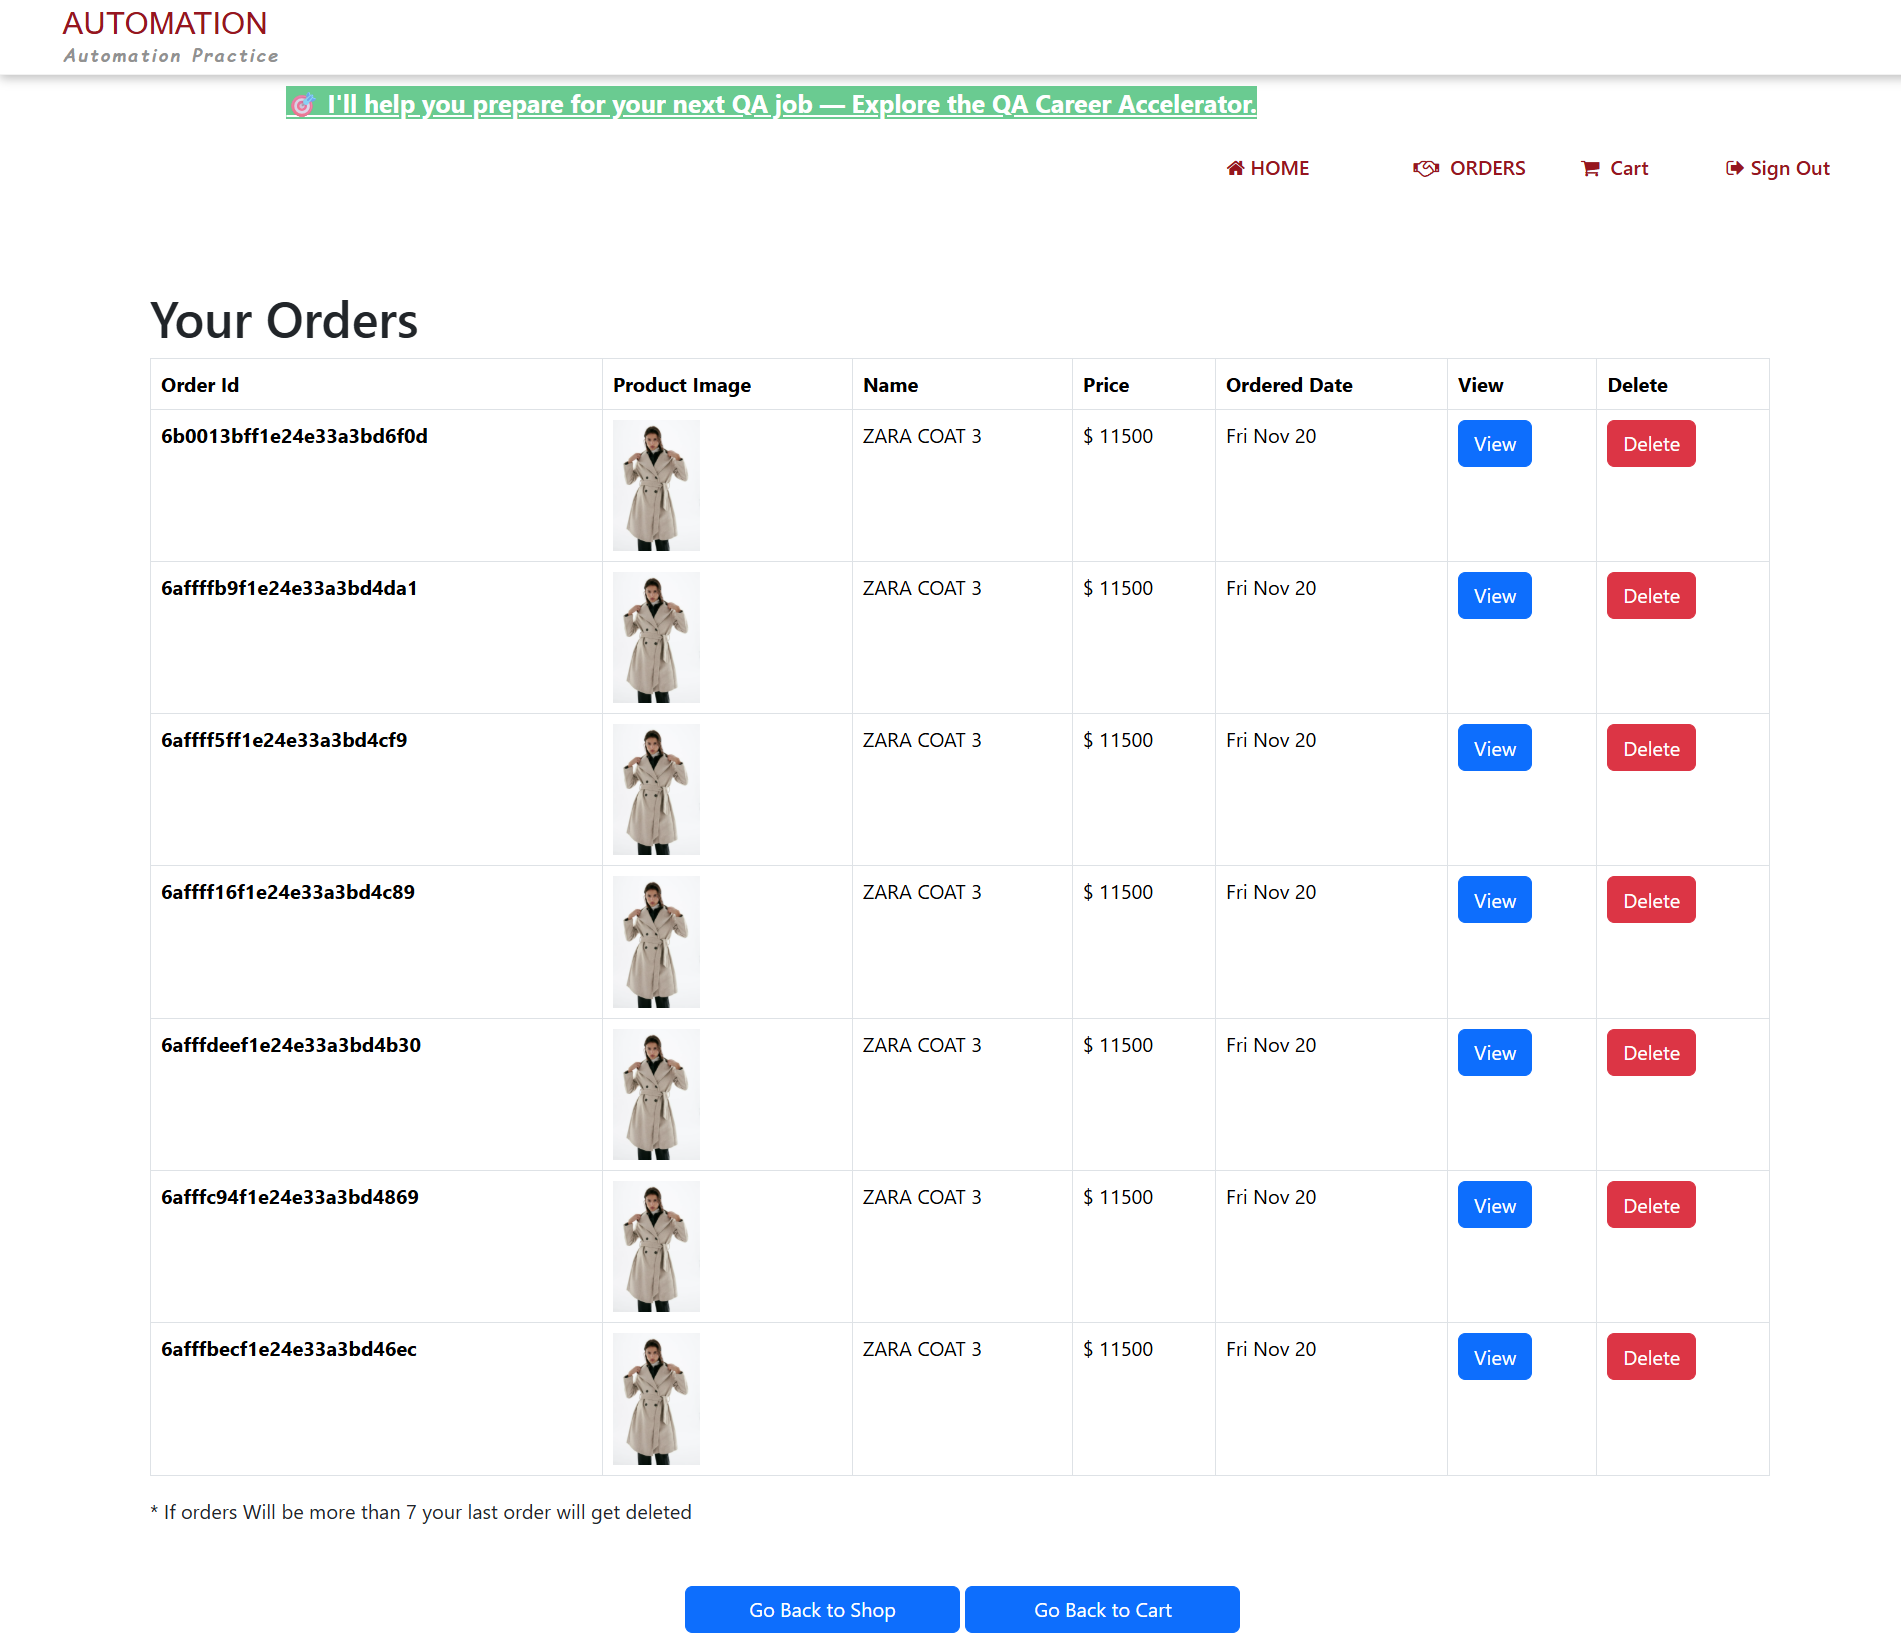 AUTOMATION
Automation Practice
🎯 I'll help you prepare for your next QA job — Explore the QA Career Accelerator.
HOME ORDERS Cart Sign Out
Your Orders
Order Id Product Image Name Price Ordered Date View Delete
6b0013bff1e24e33a3bd6f0d ZARA COAT 3 $ 11500 Fri Nov 20 View Delete
6affffb9f1e24e33a3bd4da1 ZARA COAT 3 $ 11500 Fri Nov 20 View Delete
6affff5ff1e24e33a3bd4cf9 ZARA COAT 3 $ 11500 Fri Nov 20 View Delete
6affff16f1e24e33a3bd4c89 ZARA COAT 3 $ 11500 Fri Nov 20 View Delete
6afffdeef1e24e33a3bd4b30 ZARA COAT 3 $ 11500 Fri Nov 20 View Delete
6afffc94f1e24e33a3bd4869 ZARA COAT 3 $ 11500 Fri Nov 20 View Delete
6afffbecf1e24e33a3bd46ec ZARA COAT 3 $ 11500 Fri Nov 20 View Delete
* If orders Will be more than 7 your last order will get deleted
Go Back to Shop Go Back to Cart